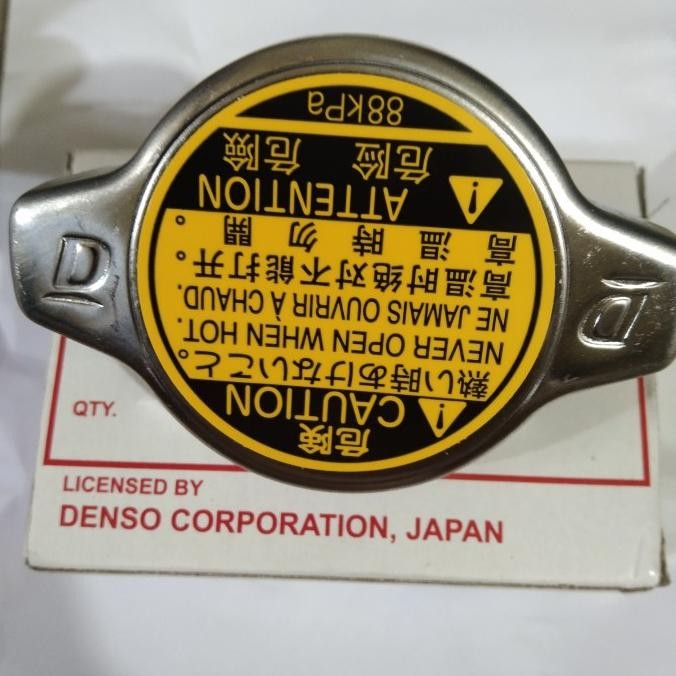 危険
CAUTION
熱い時あけないこと。
NEVER OPEN WHEN HOT.
NE JAMAIS OUVRIR À CHAUD.
高温时绝对不能打开。
高溫時勿開。
ATTENTION
危险 危險
88kPa
D
D
QTY.
LICENSED BY
DENSO CORPORATION, JAPAN